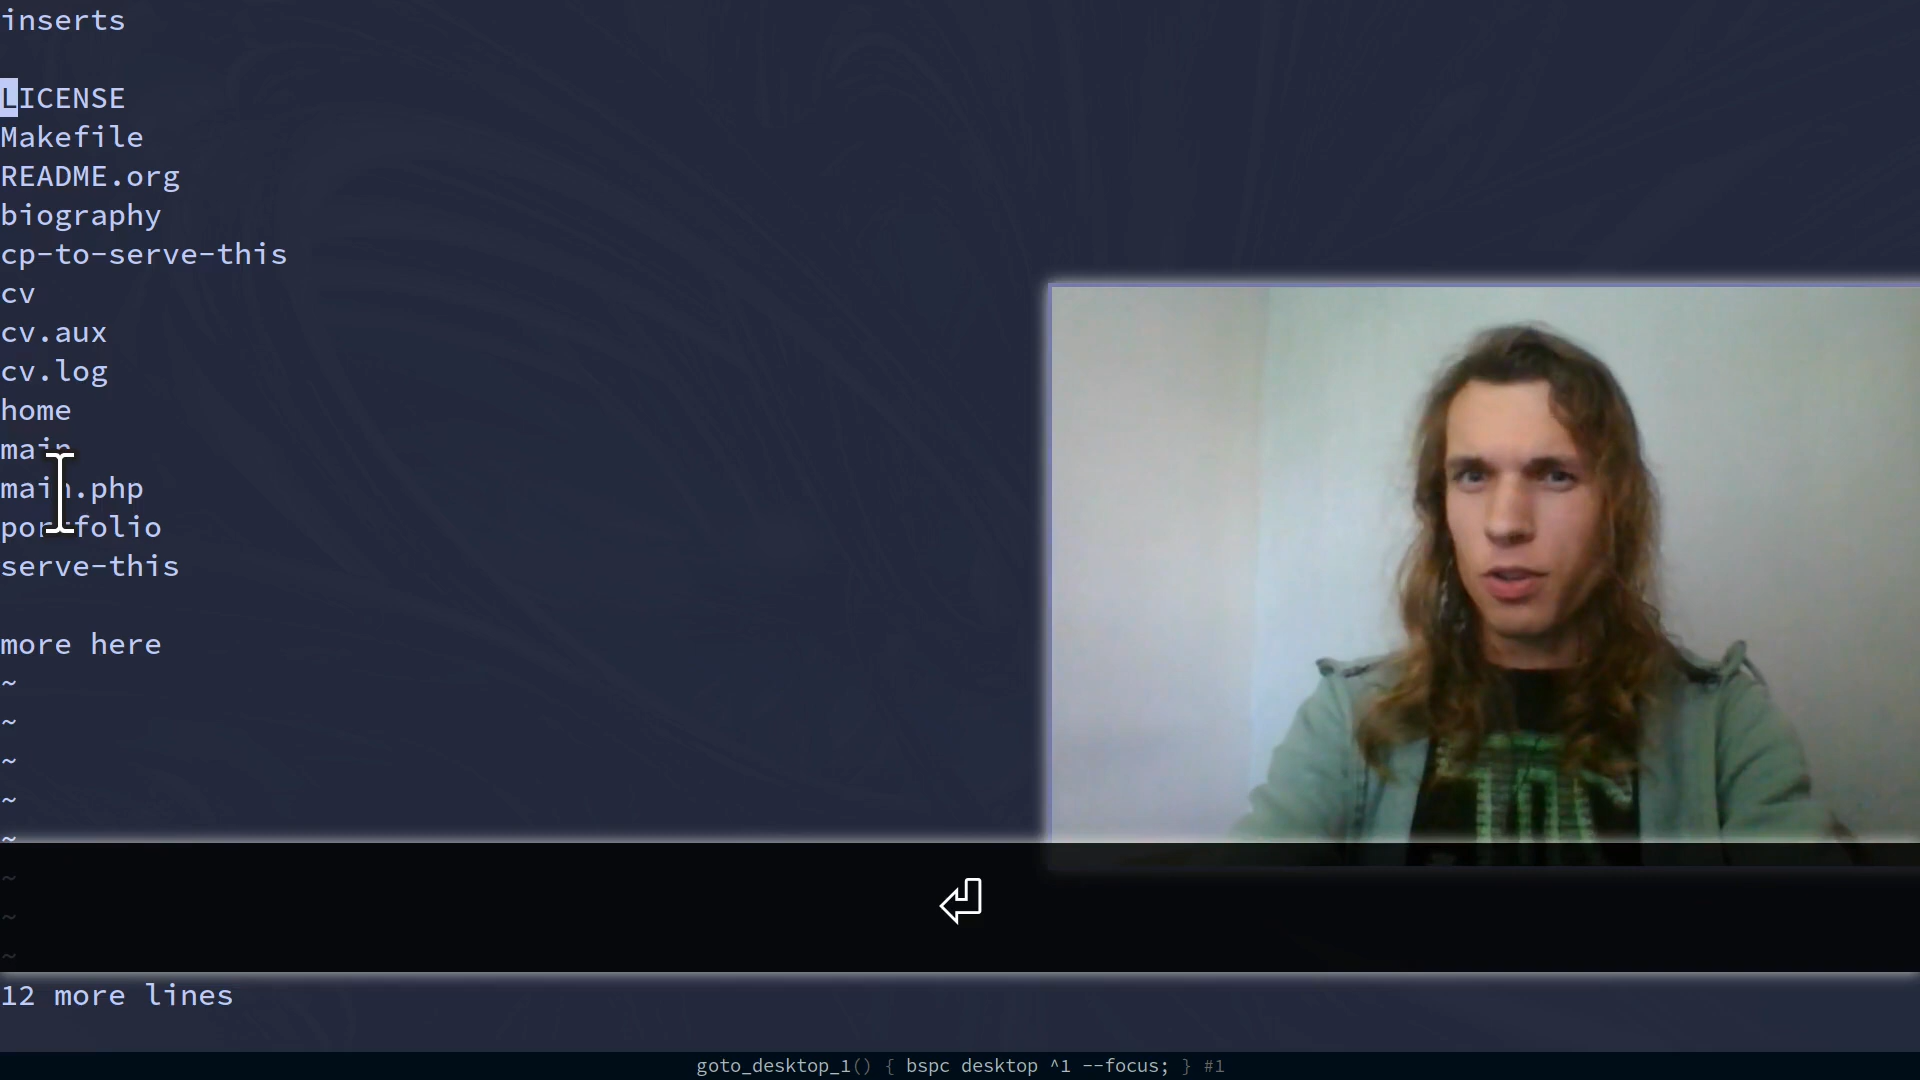 inserts
LICENSE
Makefile
README.org
biography
cp-to-serve-this
cv
cv.aux
cv.log
home
main
main.php
portfolio
serve-this
more here
~
~
~
~
~
~
~
~
12 more lines
goto_desktop_1() { bspc desktop ^1 --focus; } #1